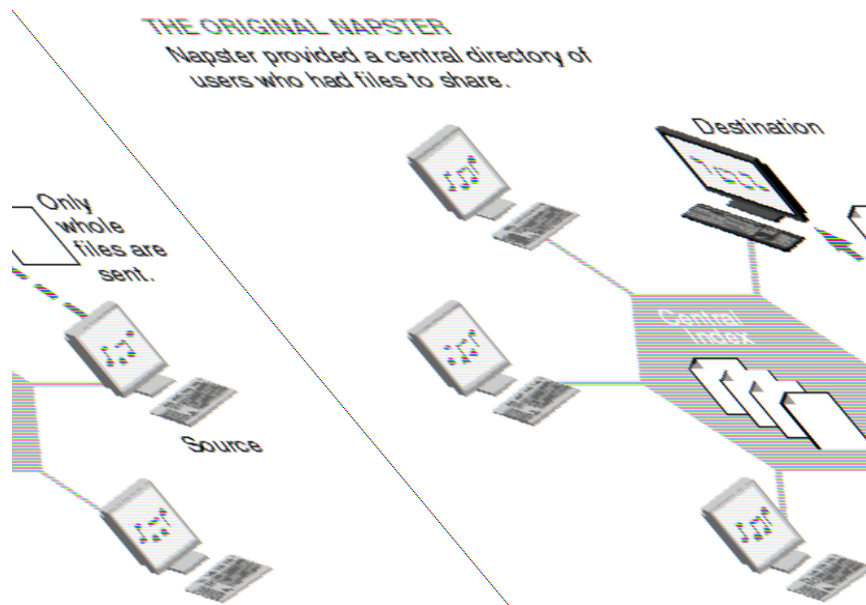 THE ORIGINAL NAPSTER
Napster provided a central directory of
users who had files to share.
Destination
Only
whole
files are
sent.
Central
Index
Source